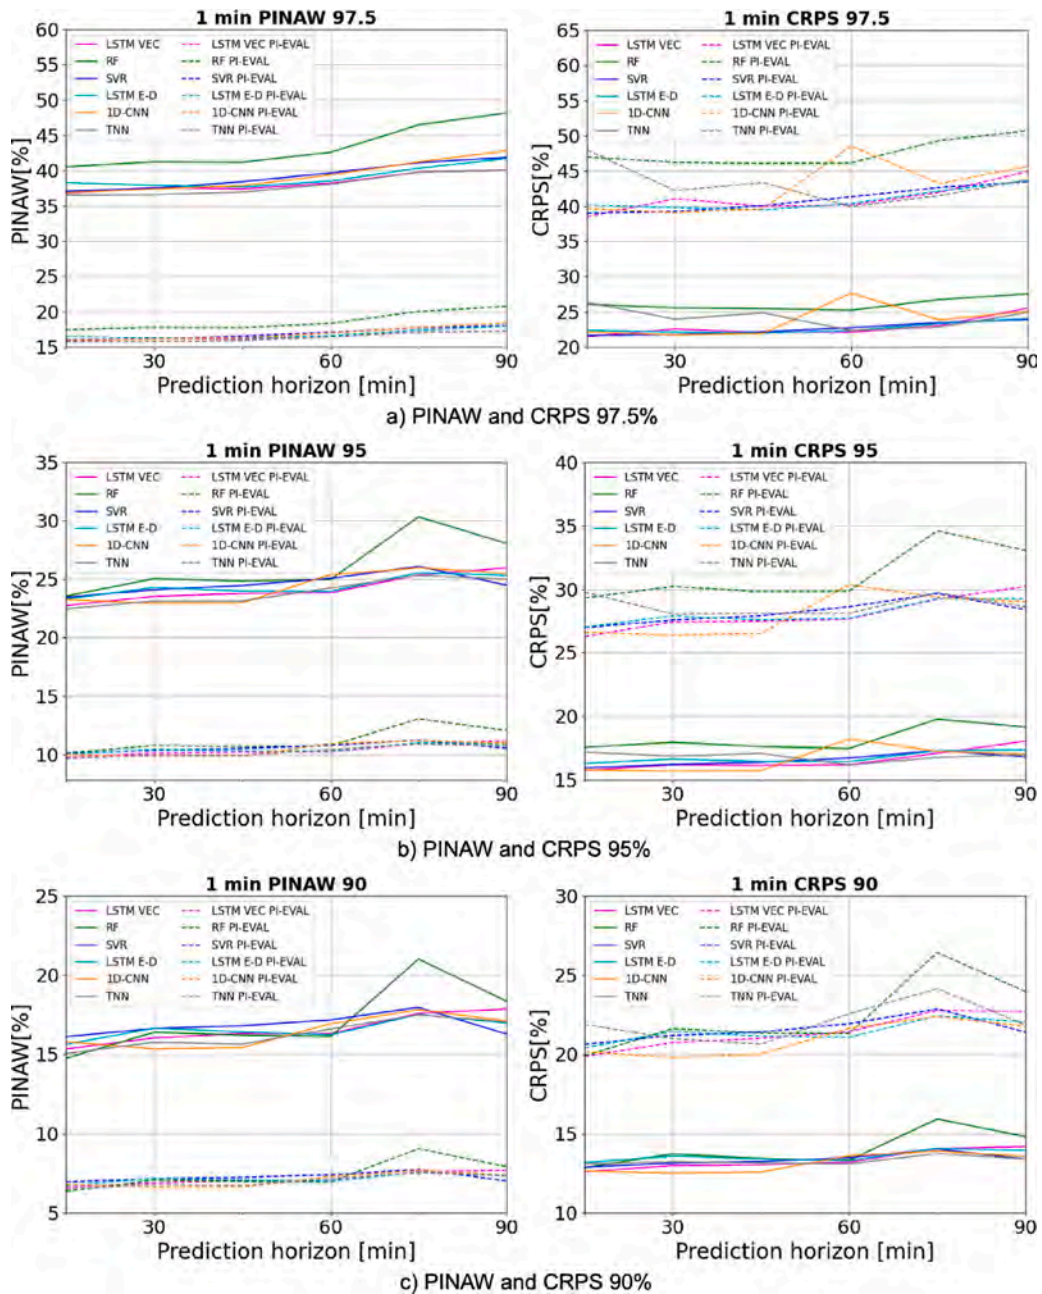 1 min PINAW 97.5
60
55
50
45
40
35
30
25
20
15
PINAW[%]
LSTM VEC
RF
SVR
LSTM E-D
1D-CNN
TNN
LSTM VEC PI-EVAL
RF PI-EVAL
SVR PI-EVAL
LSTM E-D PI-EVAL
1D-CNN PI-EVAL
TNN PI-EVAL
30
60
90
Prediction horizon [min]
1 min CRPS 97.5
65
60
55
50
45
40
35
30
25
20
CRPS[%]
LSTM VEC
RF
SVR
LSTM E-D
1D-CNN
TNN
LSTM VEC PI-EVAL
RF PI-EVAL
SVR PI-EVAL
LSTM E-D PI-EVAL
1D-CNN PI-EVAL
TNN PI-EVAL
30
60
90
Prediction horizon [min]
a) PINAW and CRPS 97.5%
1 min PINAW 95
35
30
25
20
15
10
PINAW[%]
LSTM VEC
RF
SVR
LSTM E-D
1D-CNN
TNN
LSTM VEC PI-EVAL
RF PI-EVAL
SVR PI-EVAL
LSTM E-D PI-EVAL
1D-CNN PI-EVAL
TNN PI-EVAL
30
60
90
Prediction horizon [min]
1 min CRPS 95
40
35
30
25
20
15
CRPS[%]
LSTM VEC
RF
SVR
LSTM E-D
1D-CNN
TNN
LSTM VEC PI-EVAL
RF PI-EVAL
SVR PI-EVAL
LSTM E-D PI-EVAL
1D-CNN PI-EVAL
TNN PI-EVAL
30
60
90
Prediction horizon [min]
b) PINAW and CRPS 95%
1 min PINAW 90
25
20
15
10
5
PINAW[%]
LSTM VEC
RF
SVR
LSTM E-D
1D-CNN
TNN
LSTM VEC PI-EVAL
RF PI-EVAL
SVR PI-EVAL
LSTM E-D PI-EVAL
1D-CNN PI-EVAL
TNN PI-EVAL
30
60
90
Prediction horizon [min]
1 min CRPS 90
30
25
20
15
10
CRPS[%]
LSTM VEC
RF
SVR
LSTM E-D
1D-CNN
TNN
LSTM VEC PI-EVAL
RF PI-EVAL
SVR PI-EVAL
LSTM E-D PI-EVAL
1D-CNN PI-EVAL
TNN PI-EVAL
30
60
90
Prediction horizon [min]
c) PINAW and CRPS 90%